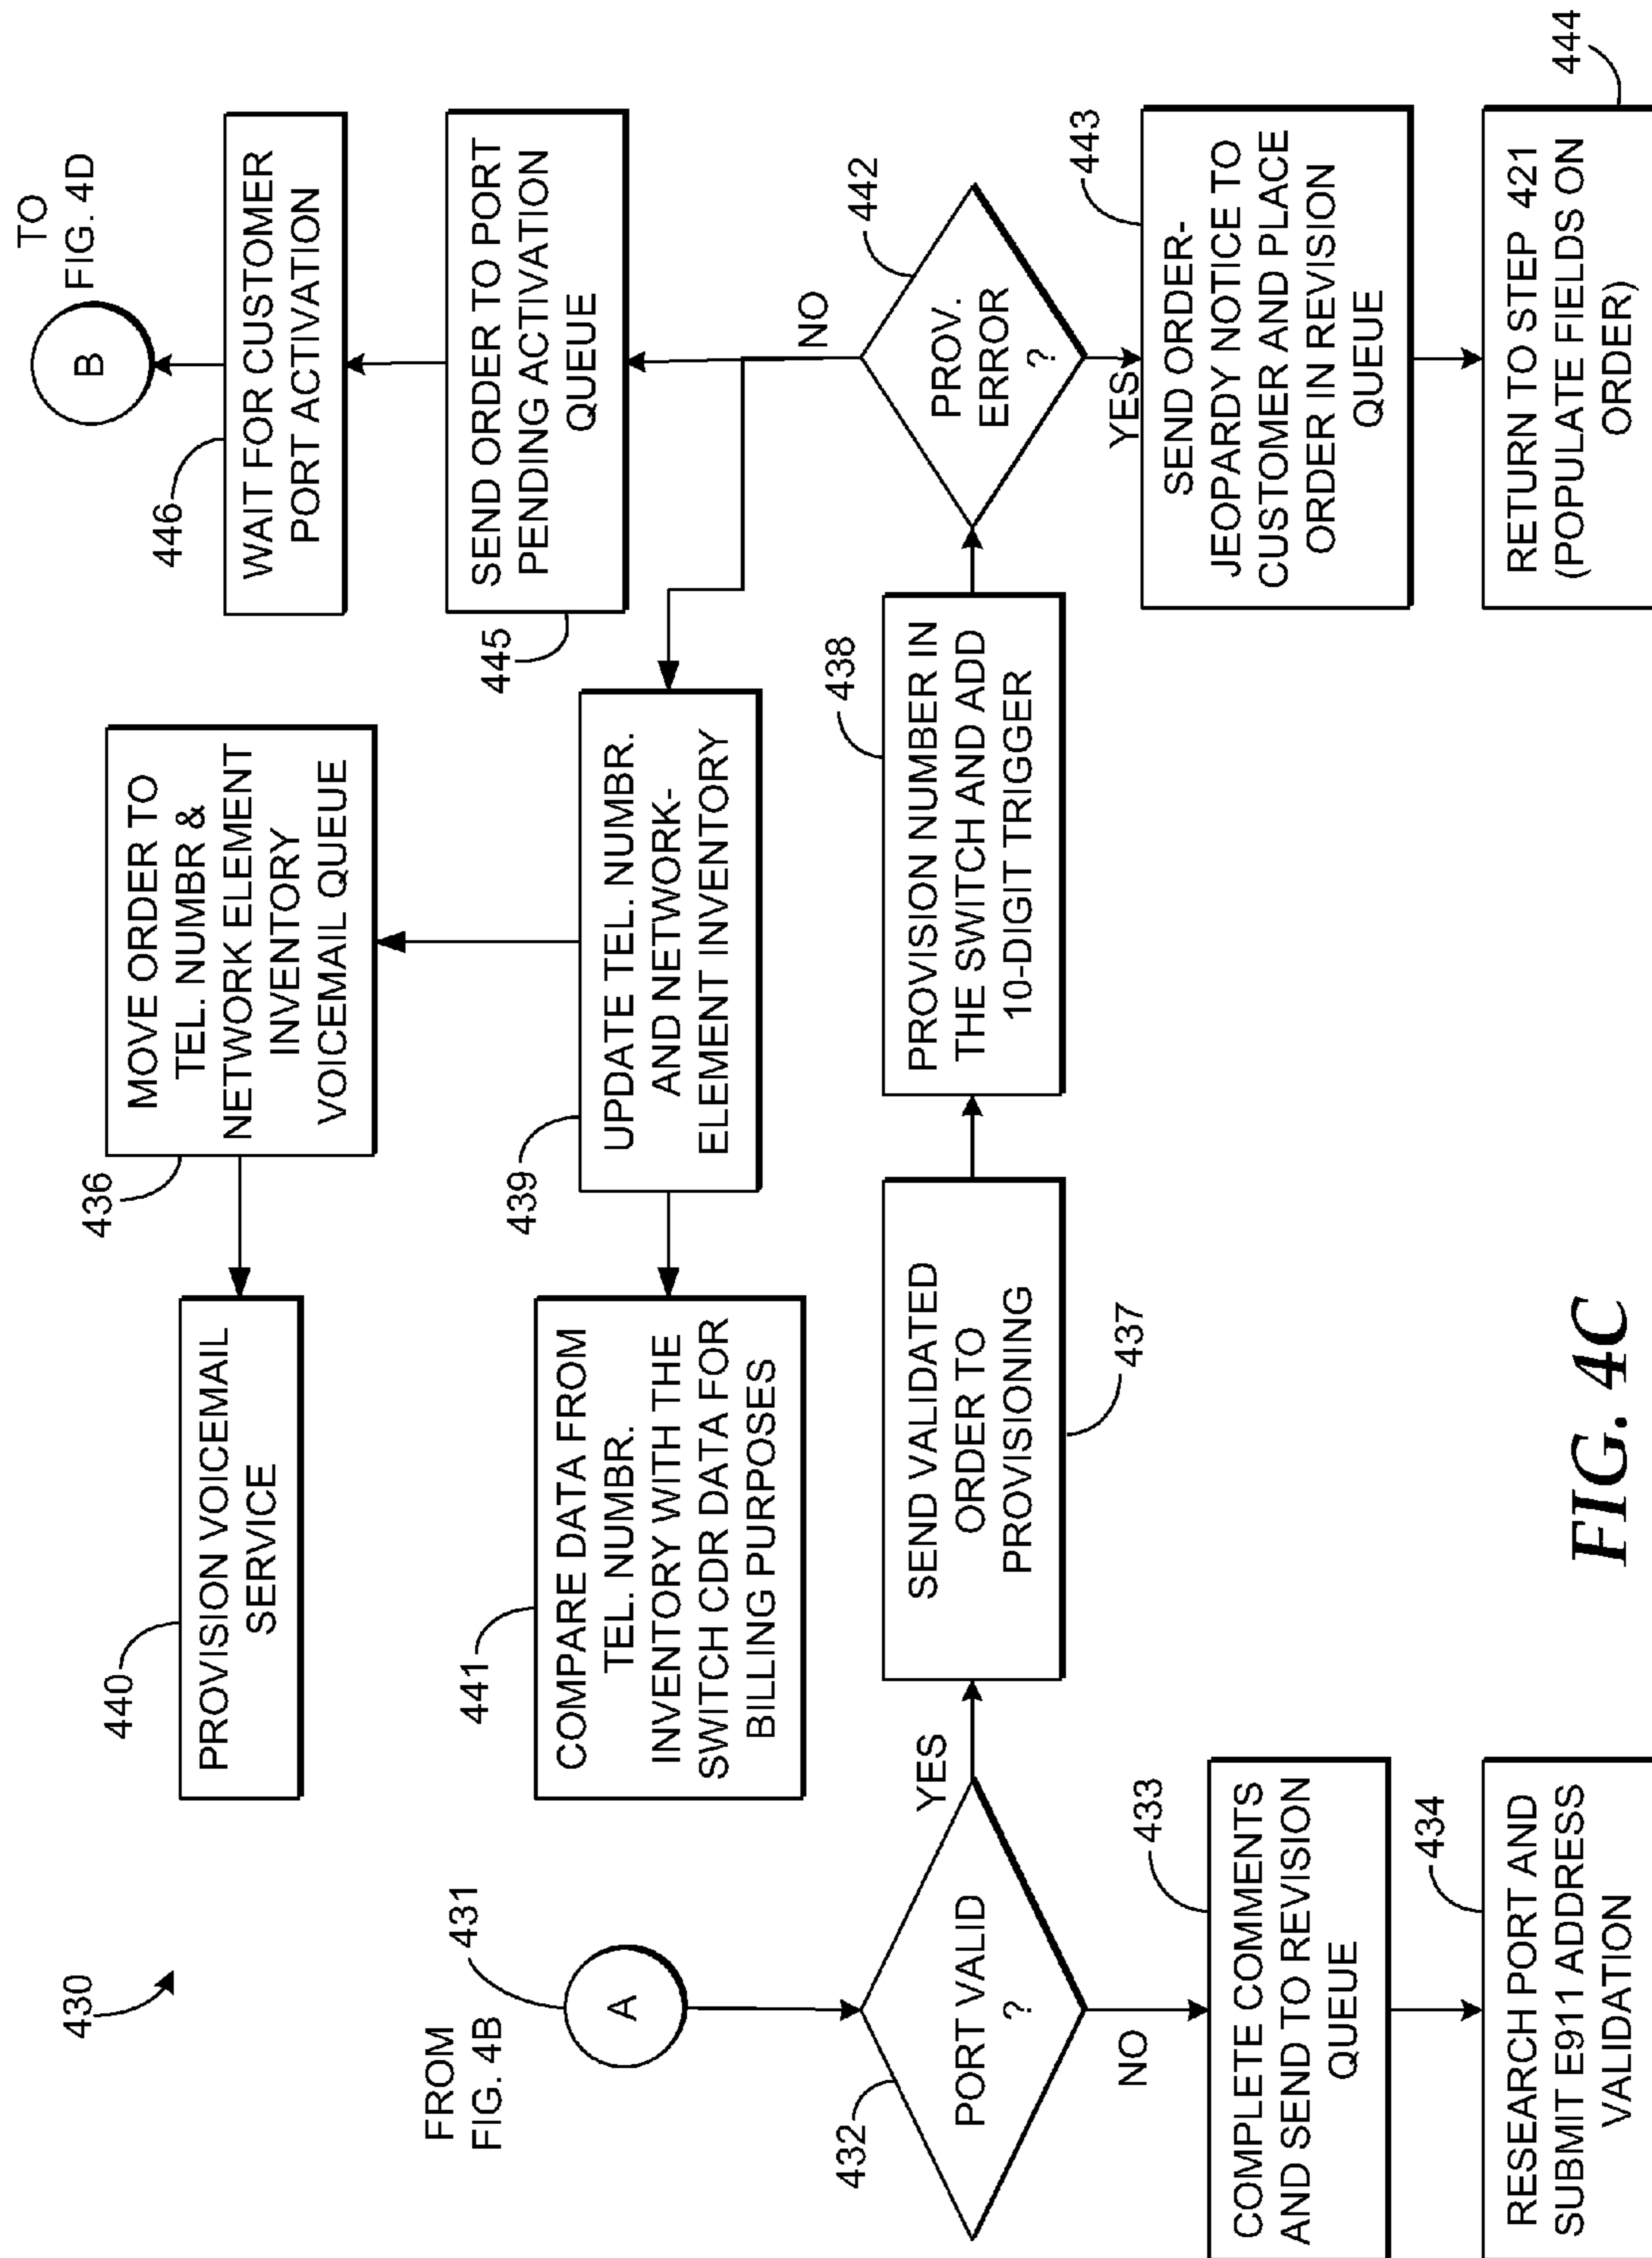 430
FROM
FIG. 4B
431
A
432
PORT VALID
?
YES
NO
433
COMPLETE COMMENTS
AND SEND TO REVISION
QUEUE
434
RESEARCH PORT AND
SUBMIT E911 ADDRESS
VALIDATION
SEND VALIDATED
ORDER TO
PROVISIONING
437
438
PROVISION NUMBER IN
THE SWITCH AND ADD
10-DIGIT TRIGGER
442
PROV.
ERROR
?
NO
YES
443
SEND ORDER-
JEOPARDY NOTICE TO
CUSTOMER AND PLACE
ORDER IN REVISION
QUEUE
444
RETURN TO STEP 421
(POPULATE FIELDS ON
ORDER)
439
UPDATE TEL. NUMBR.
AND NETWORK-
ELEMENT INVENTORY
441
COMPARE DATA FROM
TEL. NUMBR.
INVENTORY WITH THE
SWITCH CDR DATA FOR
BILLING PURPOSES
436
MOVE ORDER TO
TEL. NUMBR &
NETWORK ELEMENT
INVENTORY
VOICEMAIL QUEUE
440
PROVISION VOICEMAIL
SERVICE
445
SEND ORDER TO PORT
PENDING ACTIVATION
QUEUE
446
WAIT FOR CUSTOMER
PORT ACTIVATION
B
TO
FIG. 4D
FIG. 4C